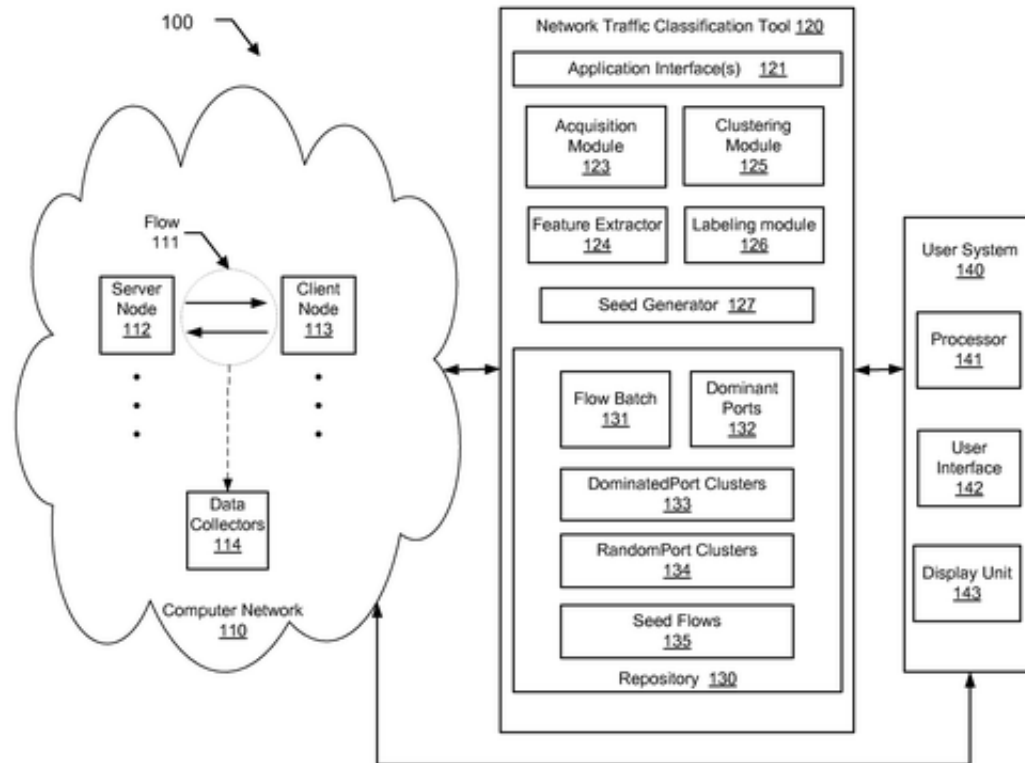 100
Network Traffic Classification Tool 120
Application Interface(s) 121
Acquisition
Module
123
Clustering
Module
125
Feature Extractor
124
Labeling module
126
Seed Generator 127
Flow
111
Server
Node
112
Client
Node
113
Data
Collectors
114
Computer Network
110
Flow Batch
131
Dominant
Ports
132
DominatedPort Clusters
133
RandomPort Clusters
134
Seed Flows
135
Repository 130
User System
140
Processor
141
User
Interface
142
Display Unit
143